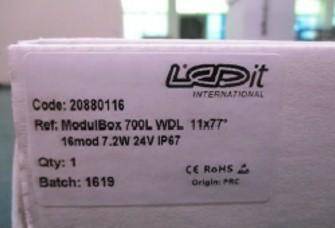 LEDit
INTERNATIONAL
Code: 20880116
Ref: ModulBox 700L WDL 11x77°
16mod 7.2W 24V IP67
Qty: 1
CE RoHS
Batch: 1619
Origin: PRC